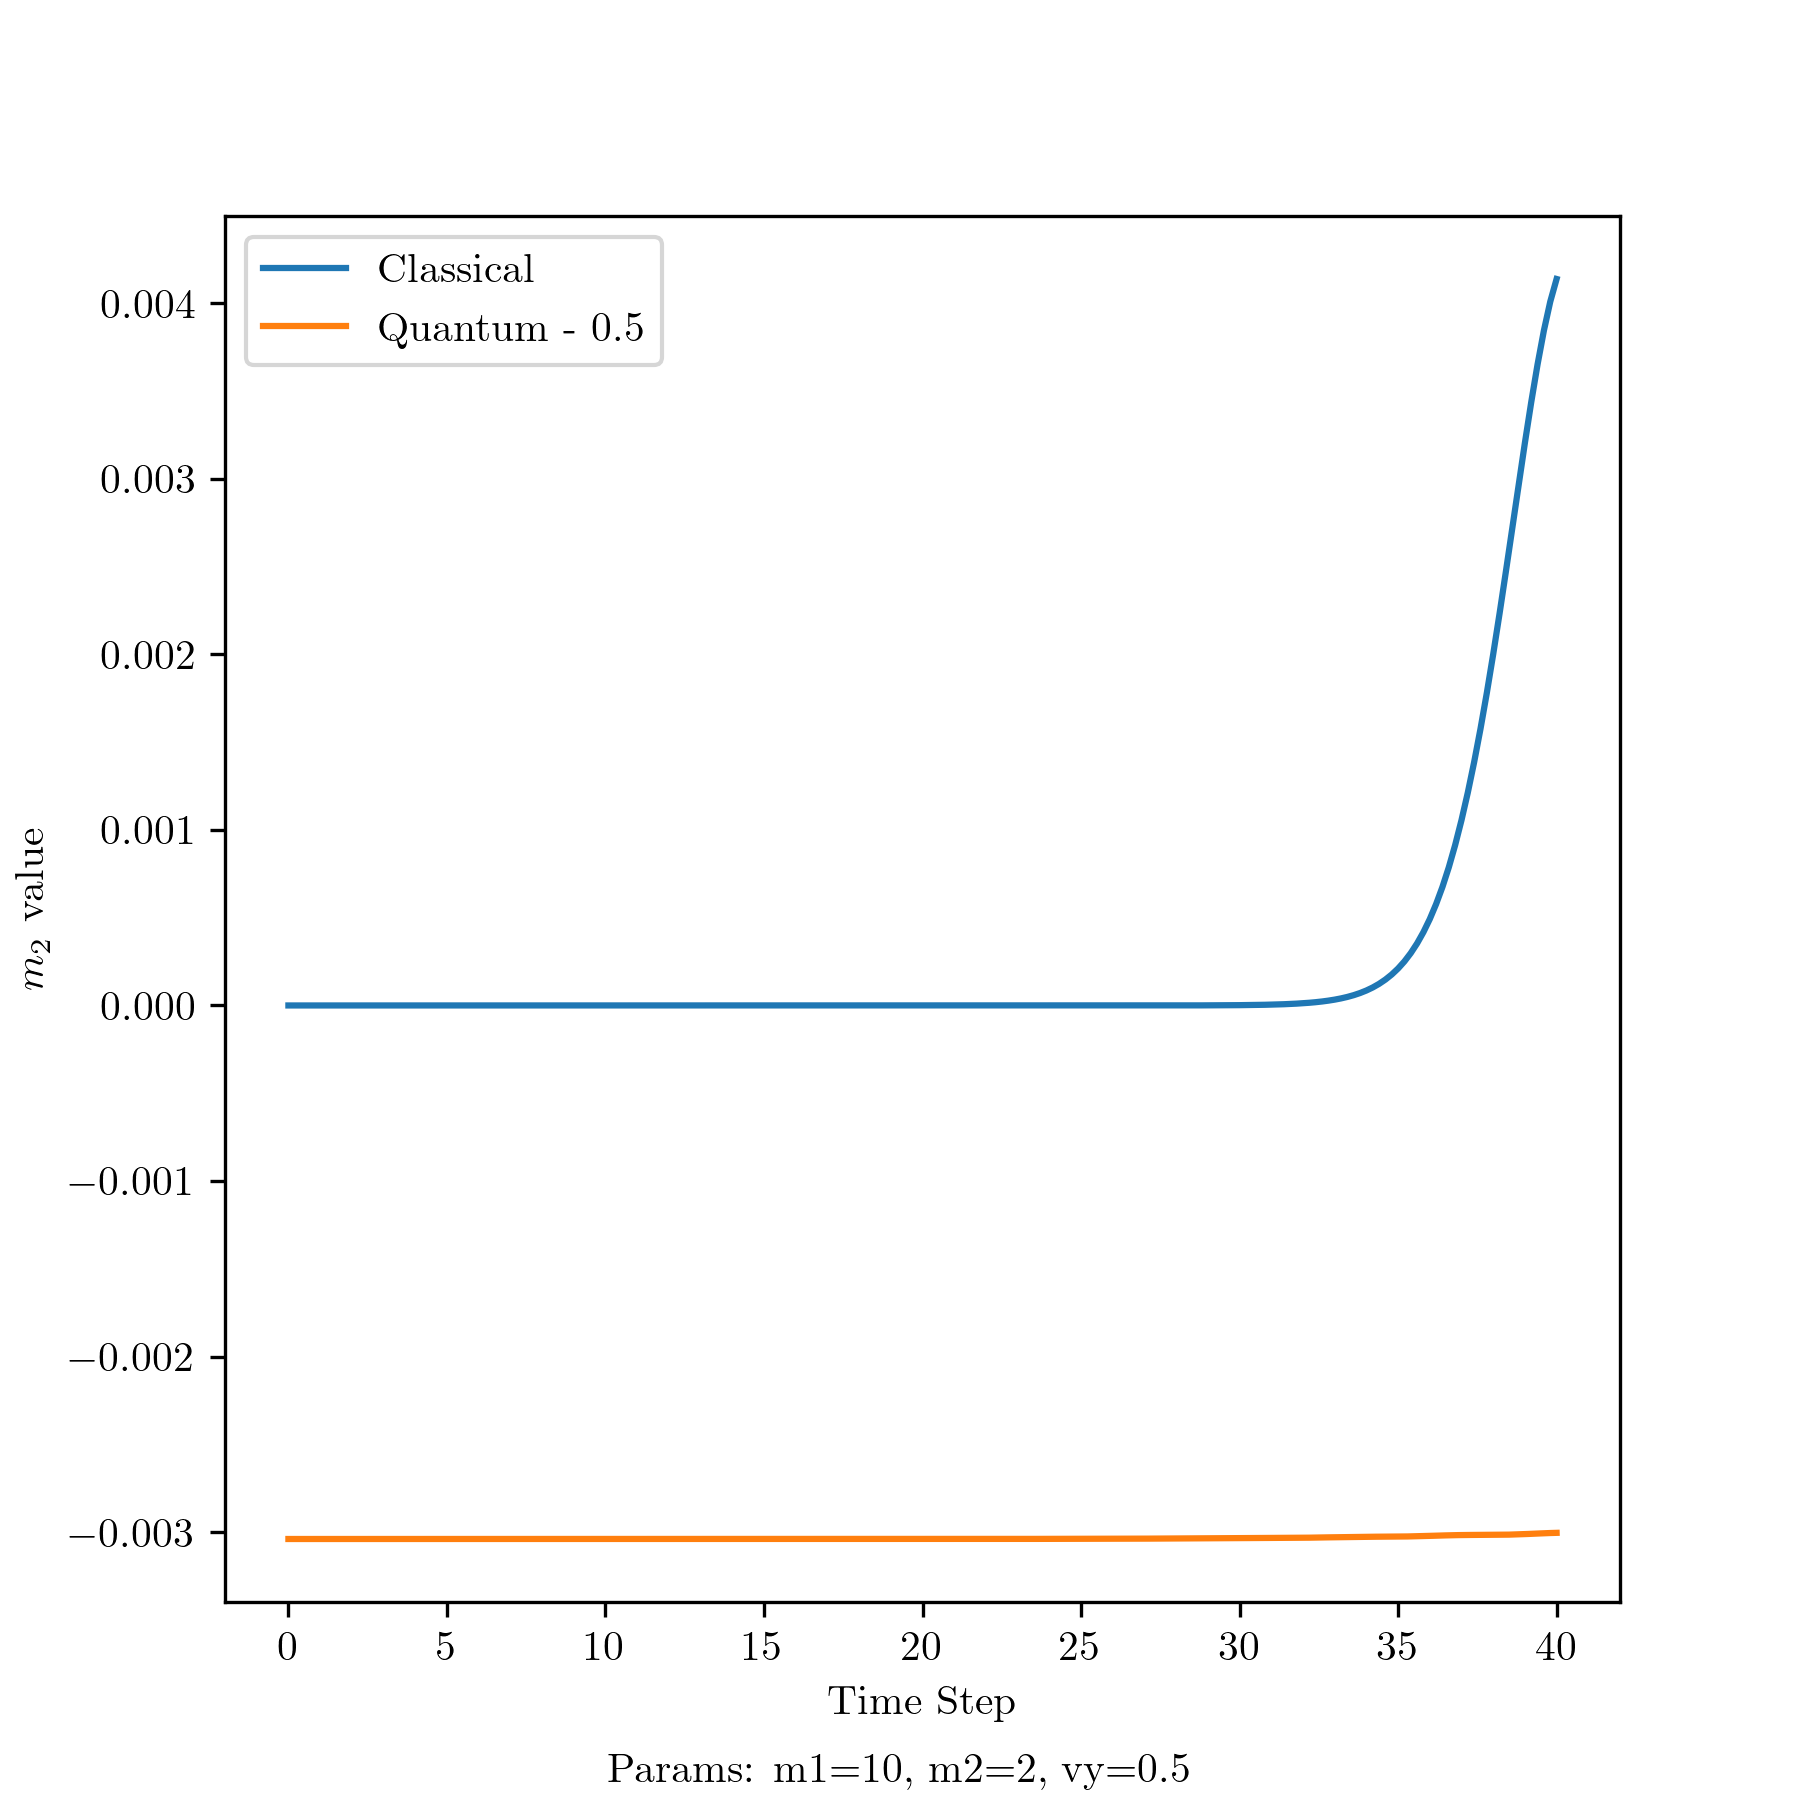 Classical
Quantum - 0.5
0.004
0.003
0.002
0.001
0.000
−0.001
−0.002
−0.003
m₂ value
0 5 10 15 20 25 30 35 40
Time Step
Params: m1=10, m2=2, vy=0.5